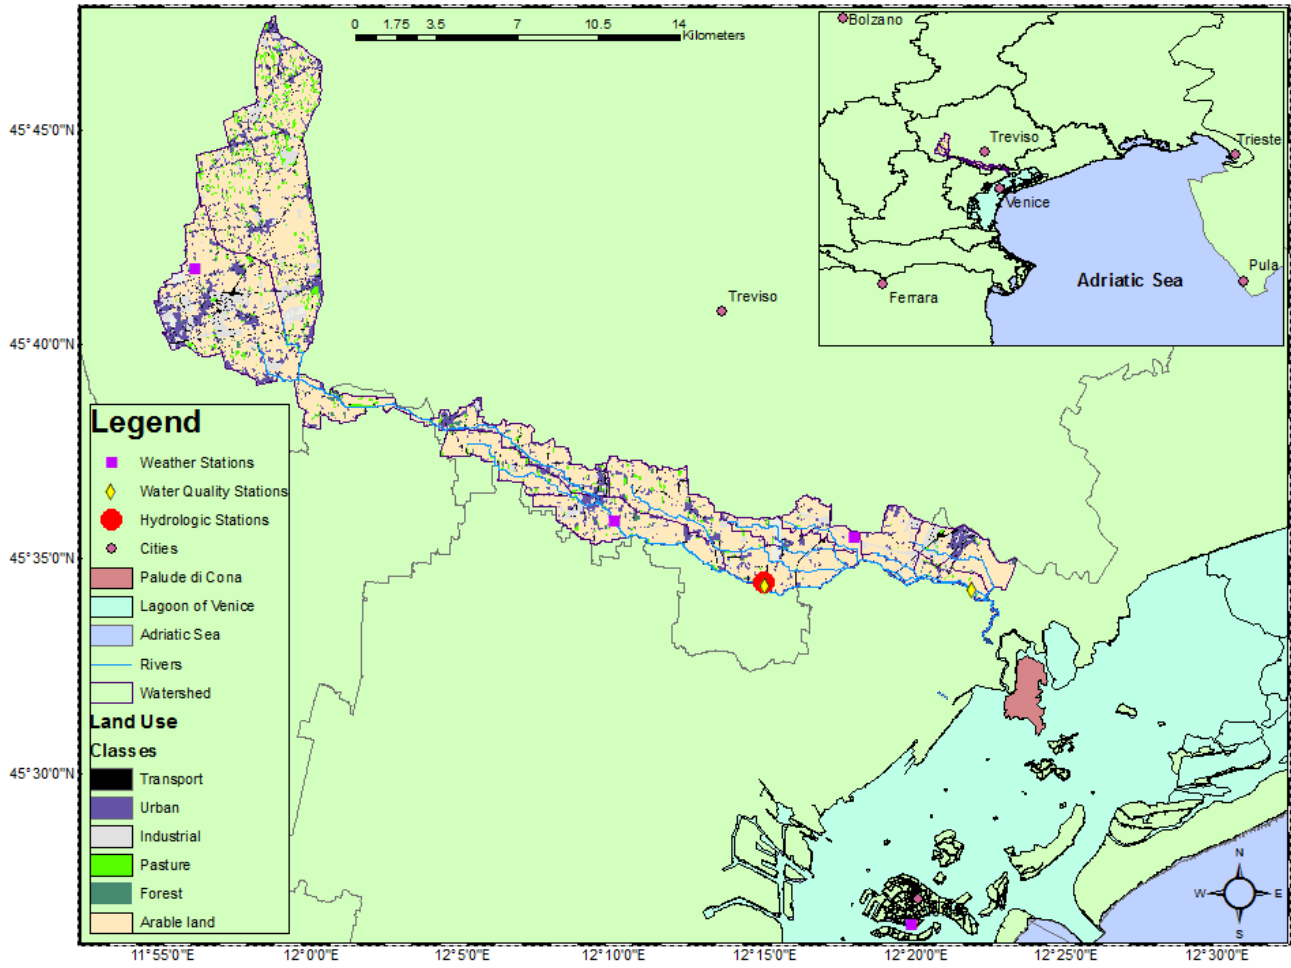 0 1.75 3.5 7 10.5 14
Kilometers
Bolzano
Treviso
Trieste
Venice
Pula
Ferrara
Adriatic Sea
45°45'0"N
45°40'0"N
45°35'0"N
45°30'0"N
Treviso
Legend
Weather Stations
Water Quality Stations
Hydrologic Stations
Cities
Palude di Cona
Lagoon of Venice
Adriatic Sea
Rivers
Watershed
Land Use
Classes
Transport
Urban
Industrial
Pasture
Forest
Arable land
N
W E
S
11°55'0"E 12°0'0"E 12°5'0"E 12°10'0"E 12°15'0"E 12°20'0"E 12°25'0"E 12°30'0"E